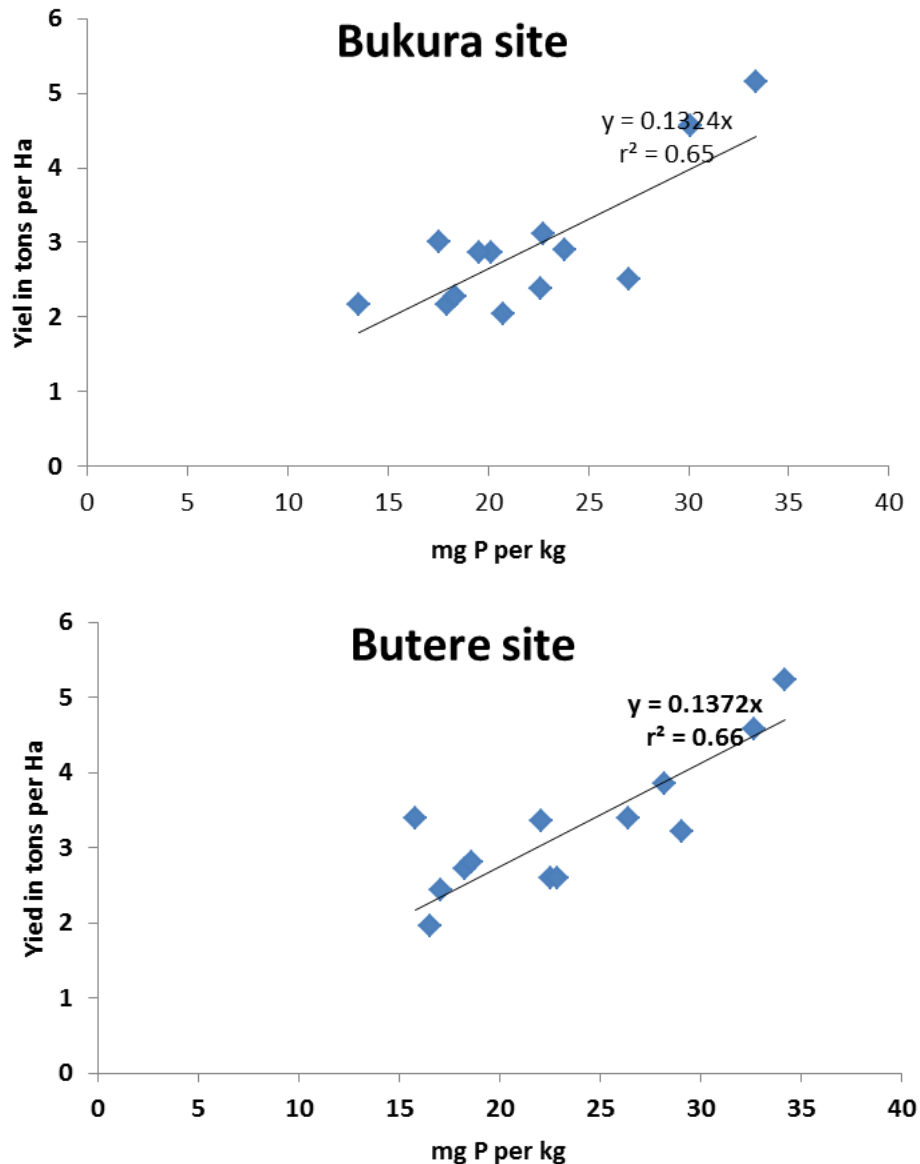 Bukura site
y = 0.1324x
r² = 0.65
Yiel in tons per Ha
6
5
4
3
2
1
0
0 5 10 15 20 25 30 35 40
mg P per kg
Butere site
y = 0.1372x
r² = 0.66
Yied in tons per Ha
6
5
4
3
2
1
0
0 5 10 15 20 25 30 35 40
mg P per kg